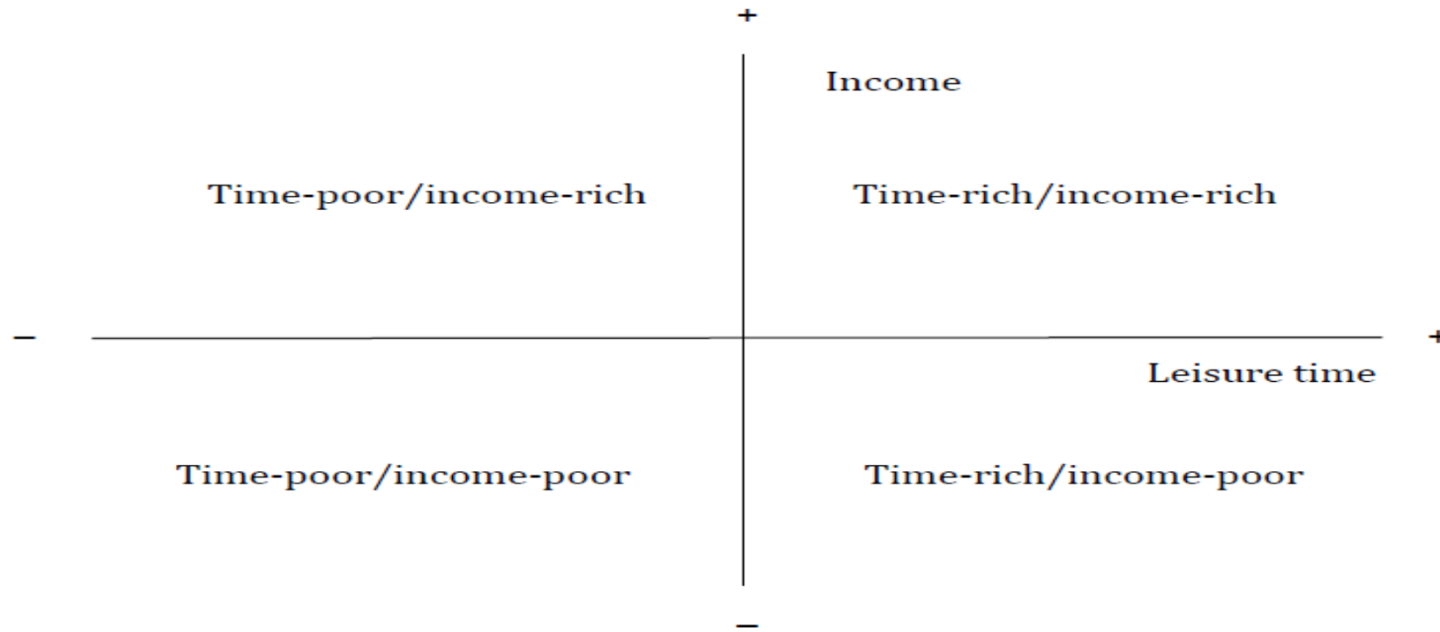 +
Income
Time-poor/income-rich
Time-rich/income-rich
–
+
Leisure time
Time-poor/income-poor
Time-rich/income-poor
–